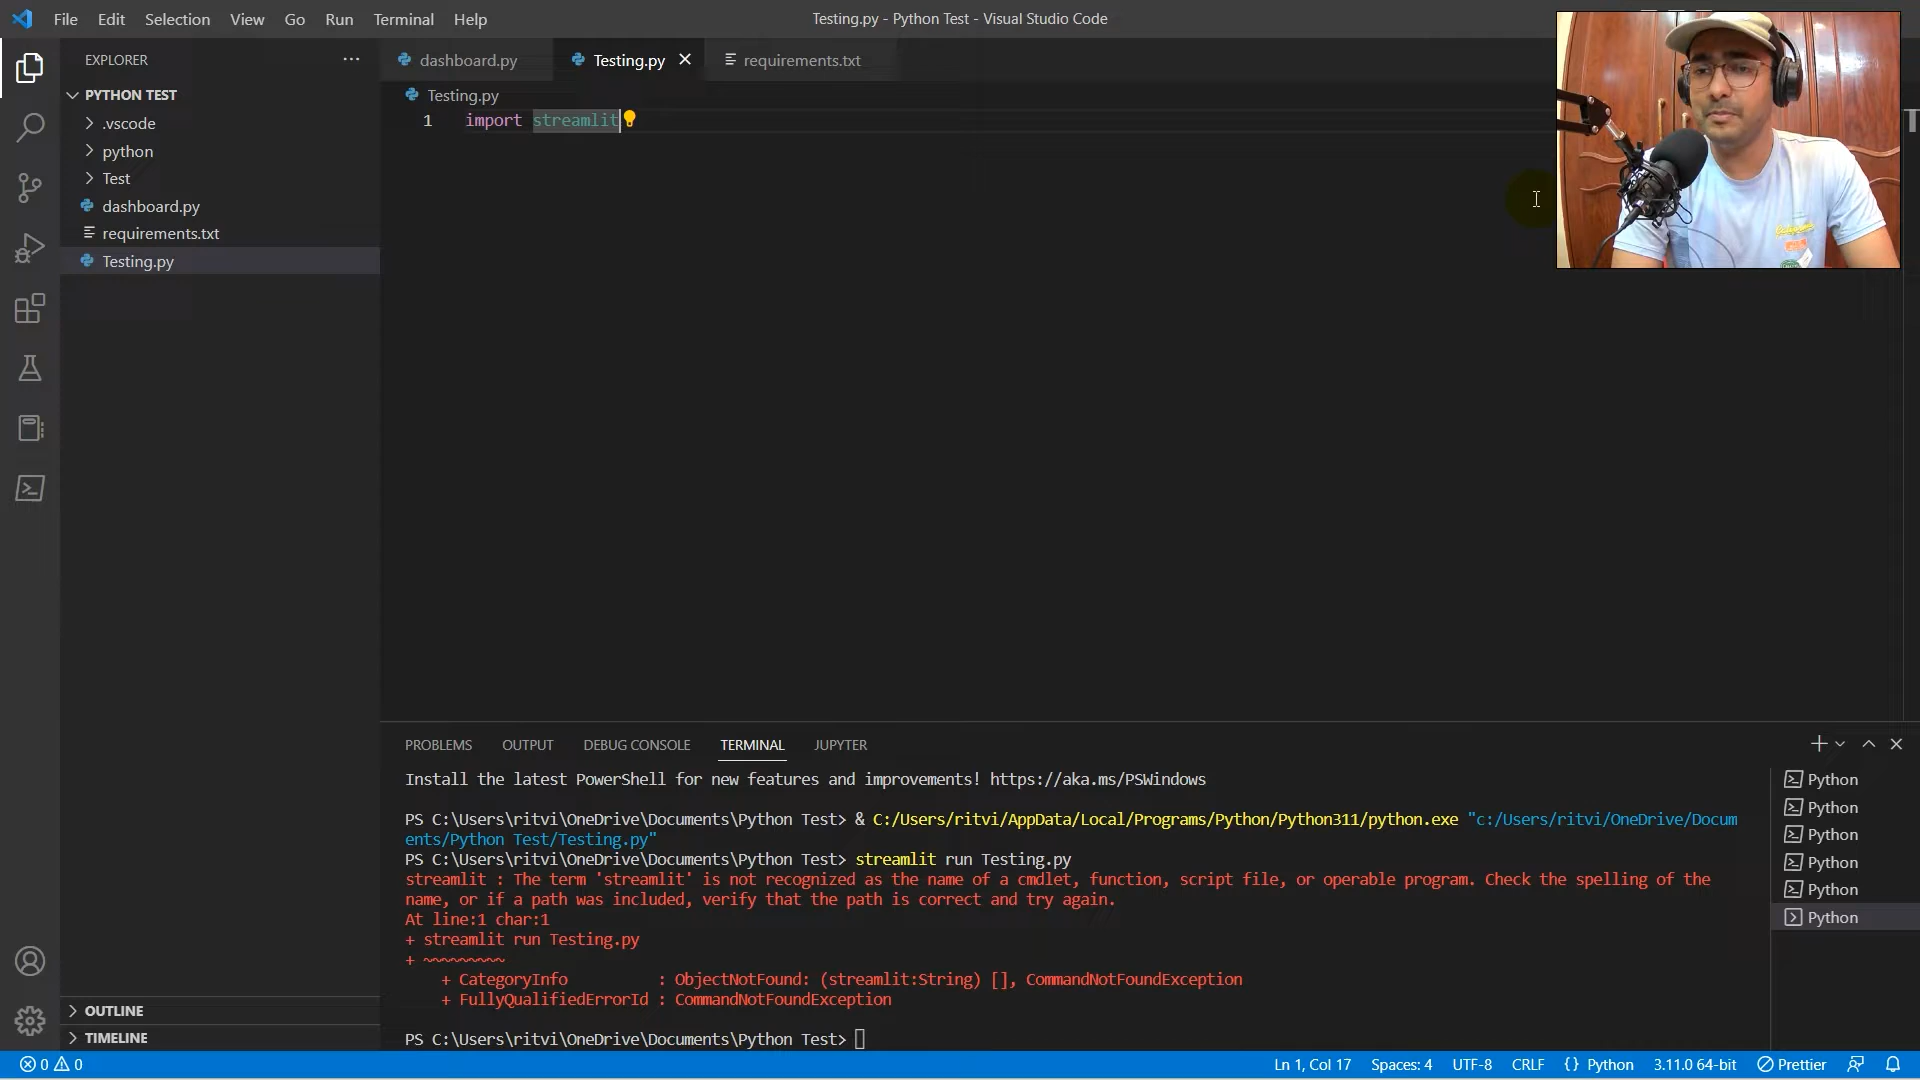 File Edit Selection View Go Run Terminal Help
Testing.py - Python Test - Visual Studio Code
EXPLORER
PYTHON TEST
.vscode
python
Test
dashboard.py
requirements.txt
Testing.py
OUTLINE
TIMELINE
dashboard.py Testing.py requirements.txt
Testing.py
1 import streamlit
PROBLEMS OUTPUT DEBUG CONSOLE TERMINAL JUPYTER
Install the latest PowerShell for new features and improvements! https://aka.ms/PSWindows
PS C:\Users\ritvi\OneDrive\Documents\Python Test> & C:/Users/ritvi/AppData/Local/Programs/Python/Python311/python.exe "c:/Users/ritvi/OneDrive/Docum
ents/Python Test/Testing.py"
PS C:\Users\ritvi\OneDrive\Documents\Python Test> streamlit run Testing.py
streamlit : The term 'streamlit' is not recognized as the name of a cmdlet, function, script file, or operable program. Check the spelling of the
name, or if a path was included, verify that the path is correct and try again.
At line:1 char:1
+ streamlit run Testing.py
+ ~~~~~~~~~
+ CategoryInfo : ObjectNotFound: (streamlit:String) [], CommandNotFoundException
+ FullyQualifiedErrorId : CommandNotFoundException
PS C:\Users\ritvi\OneDrive\Documents\Python Test>
Python
Python
Python
Python
Python
Python
0 0
Ln 1, Col 17 Spaces: 4 UTF-8 CRLF {} Python 3.11.0 64-bit Prettier